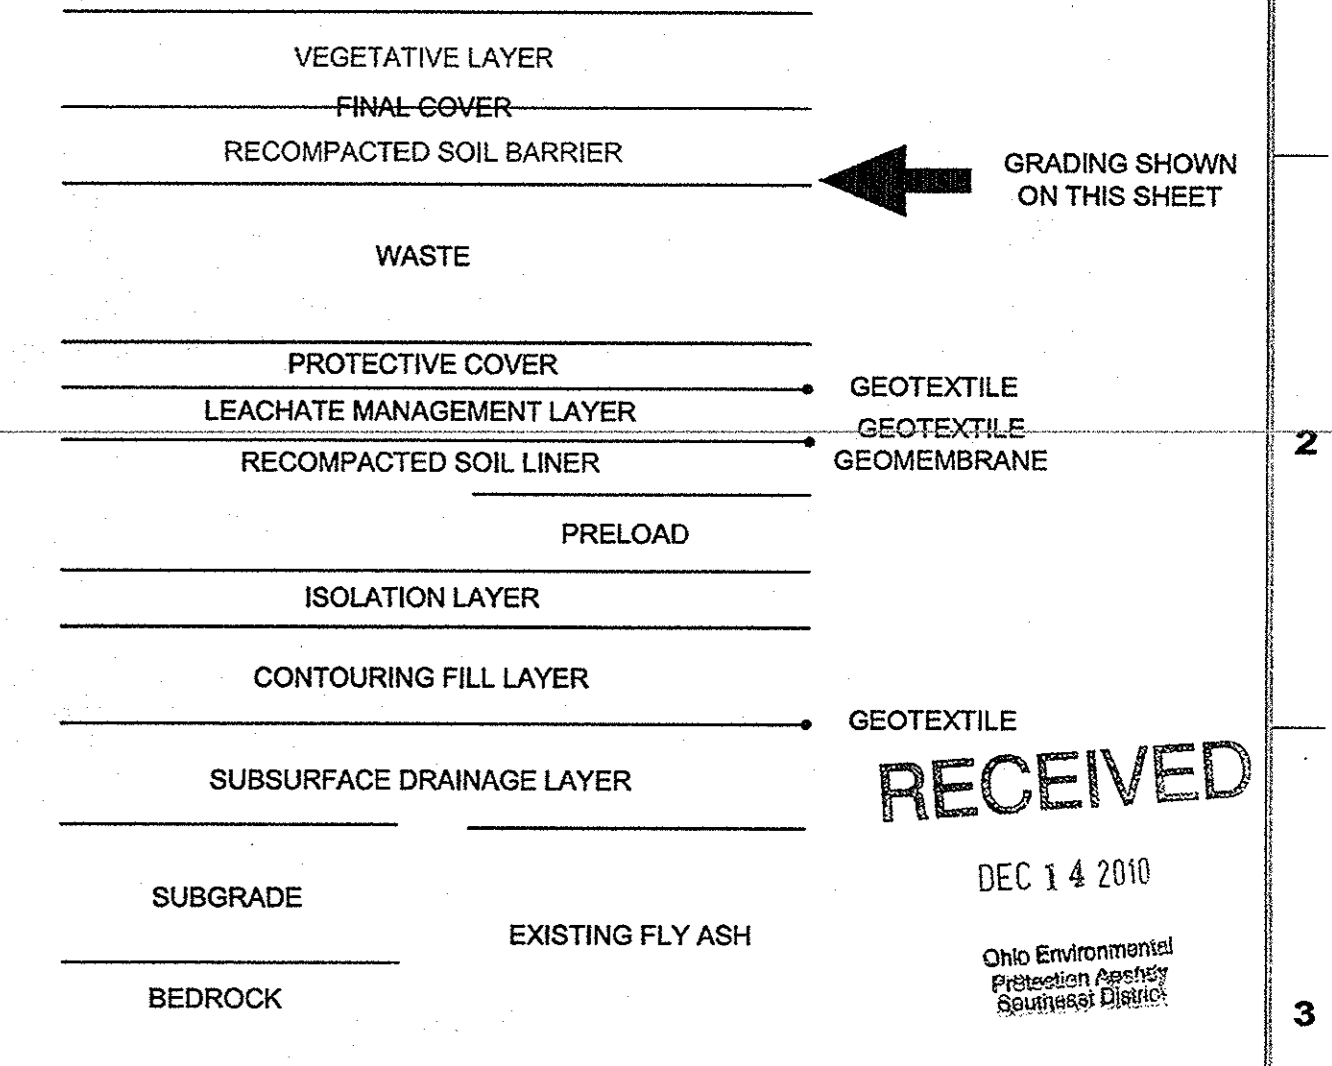 VEGETATIVE LAYER
FINAL COVER
RECOMPACTED SOIL BARRIER
GRADING SHOWN
ON THIS SHEET
WASTE
PROTECTIVE COVER
GEOTEXTILE
LEACHATE MANAGEMENT LAYER
GEOTEXTILE
GEOMEMBRANE
2
RECOMPACTED SOIL LINER
PRELOAD
ISOLATION LAYER
CONTOURING FILL LAYER
GEOTEXTILE
SUBSURFACE DRAINAGE LAYER
RECEIVED
DEC 14 2010
SUBGRADE
EXISTING FLY ASH
Ohio Environmental
Protection Agency
Southeast District
BEDROCK
3